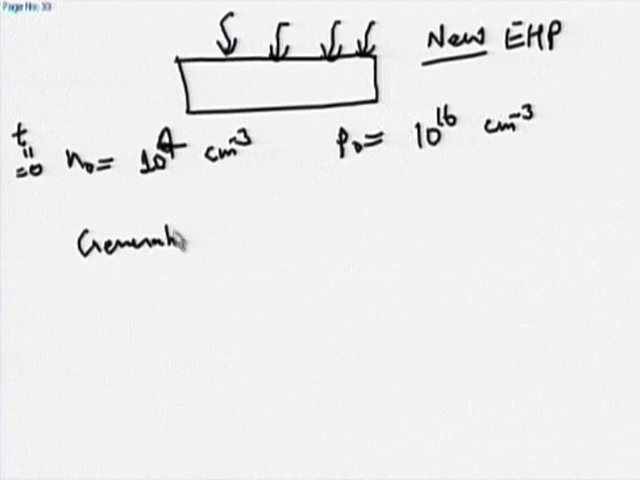 Page No: 33
New EHP
t = 0 n₀ = 10⁴ cm⁻³ p₀ = 10¹⁶ cm⁻³
Generati